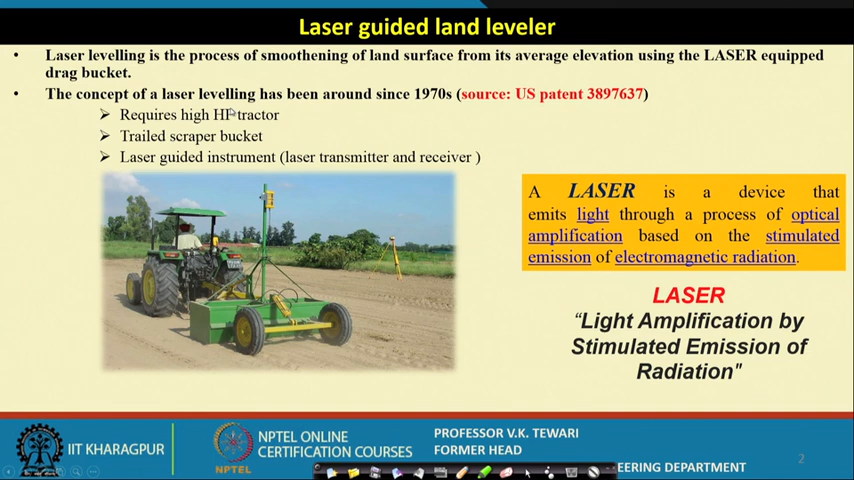 Laser guided land leveler
• Laser levelling is the process of smoothening of land surface from its average elevation using the LASER equipped
drag bucket.
• The concept of a laser levelling has been around since 1970s (source: US patent 3897637)
➢ Requires high HP tractor
➢ Trailed scraper bucket
➢ Laser guided instrument (laser transmitter and receiver )
A LASER is a device that
emits light through a process of optical
amplification based on the stimulated
emission of electromagnetic radiation.
LASER
“Light Amplification by
Stimulated Emission of
Radiation"
IIT KHARAGPUR
NPTEL
NPTEL ONLINE
CERTIFICATION COURSES
PROFESSOR V.K. TEWARI
FORMER HEAD
EERING DEPARTMENT
2